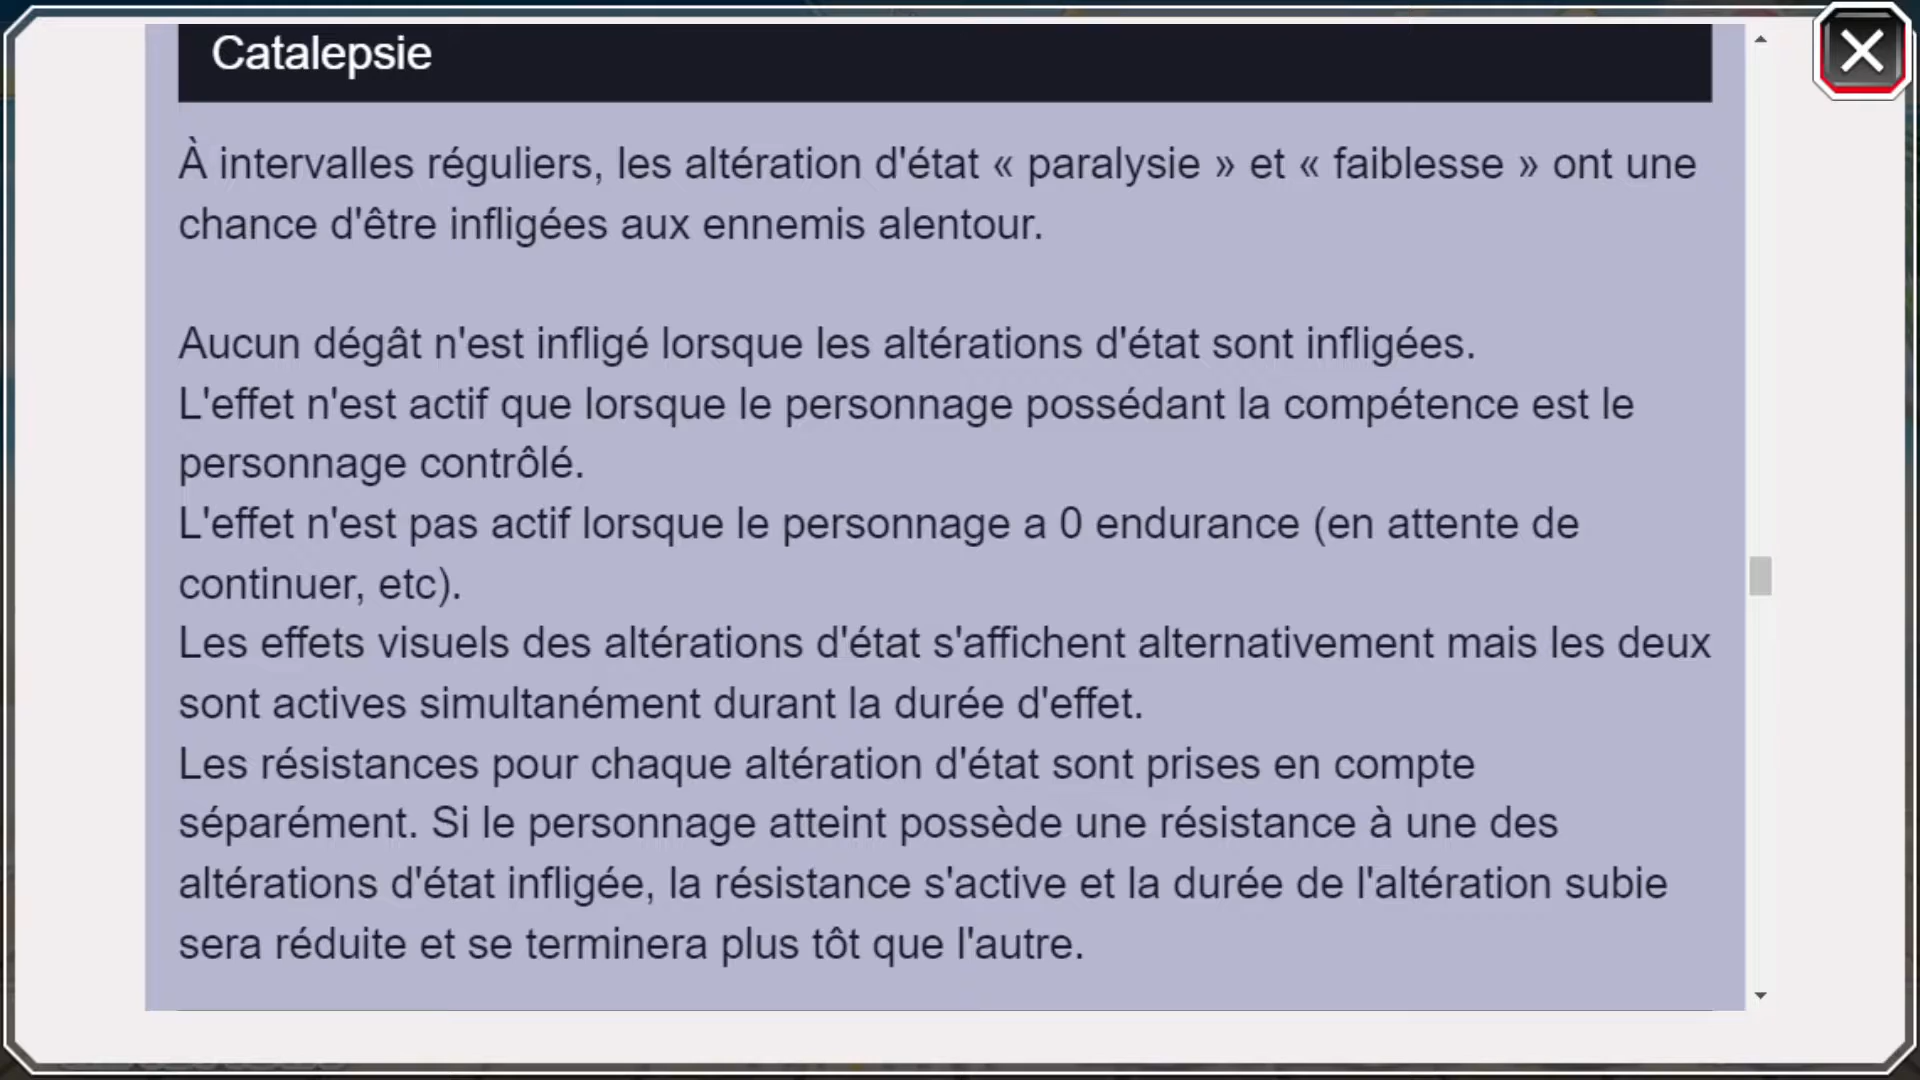 Catalepsie
À intervalles réguliers, les altération d'état « paralysie » et « faiblesse » ont une
chance d'être infligées aux ennemis alentour.
Aucun dégât n'est infligé lorsque les altérations d'état sont infligées.
L'effet n'est actif que lorsque le personnage possédant la compétence est le
personnage contrôlé.
L'effet n'est pas actif lorsque le personnage a 0 endurance (en attente de
continuer, etc).
Les effets visuels des altérations d'état s'affichent alternativement mais les deux
sont actives simultanément durant la durée d'effet.
Les résistances pour chaque altération d'état sont prises en compte
séparément. Si le personnage atteint possède une résistance à une des
altérations d'état infligée, la résistance s'active et la durée de l'altération subie
sera réduite et se terminera plus tôt que l'autre.